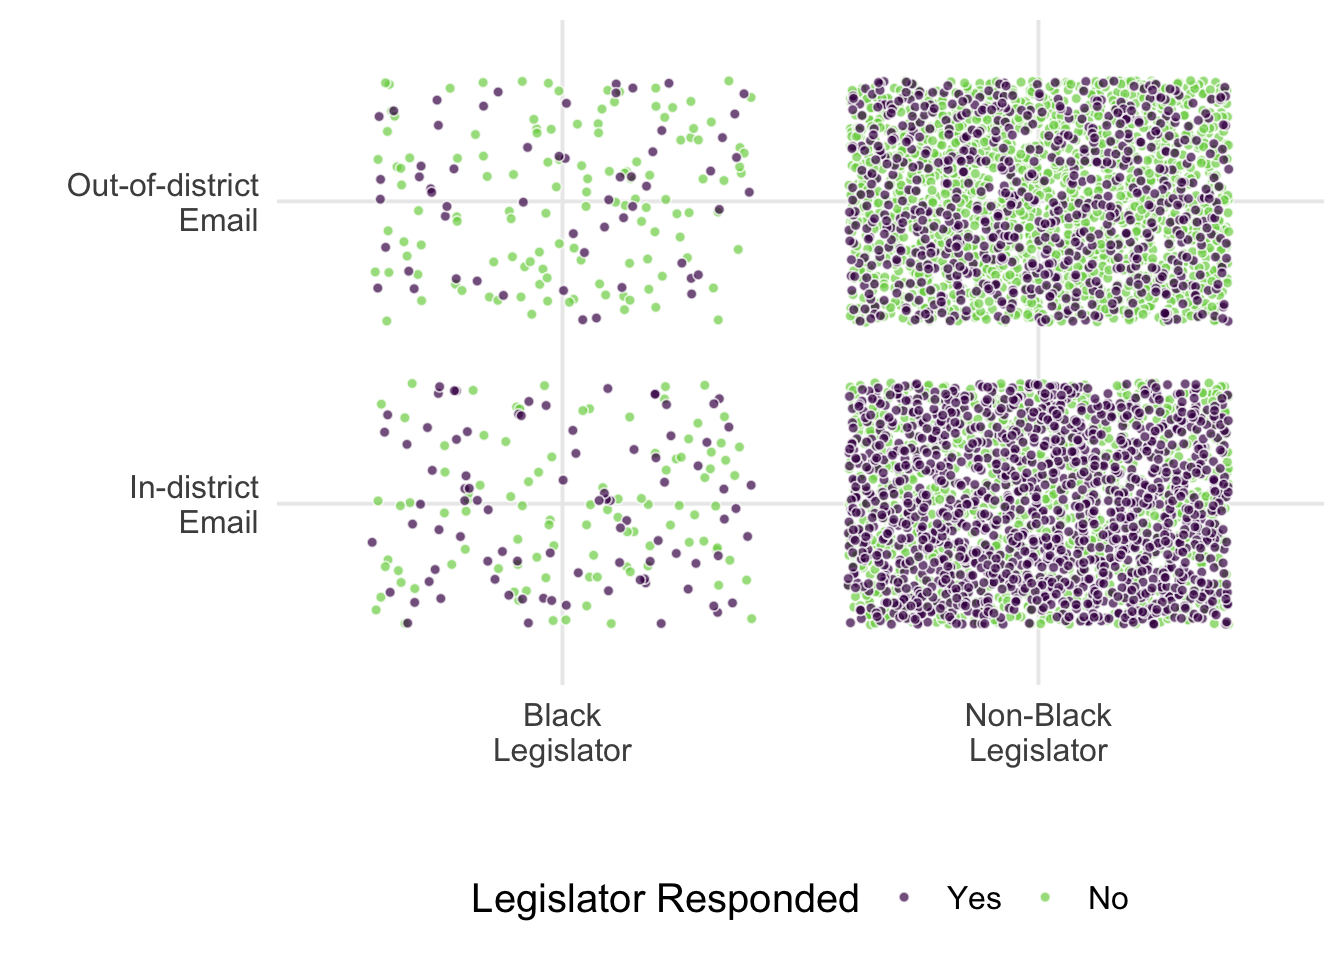 Out-of-district
Email
In-district
Email
Black
Legislator
Non-Black
Legislator
Legislator Responded
Yes
No